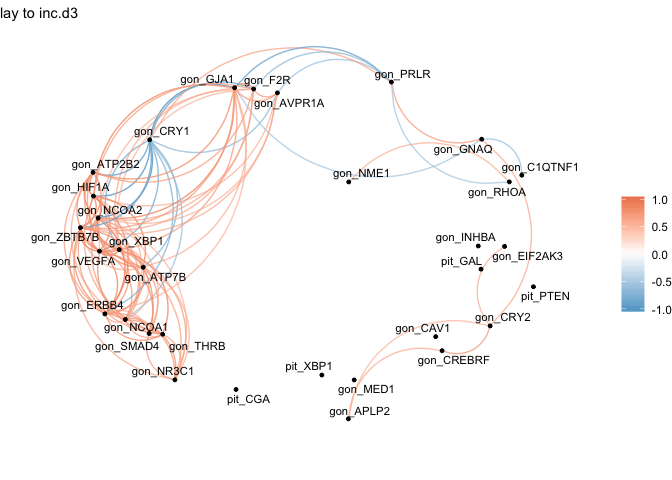 lay to inc.d3
gon_PRLR
gon_GJA1
gon_F2R
gon_AVPR1A
gon_CRY1
gon_GNAQ
gon_ATP2B2
gon_C1QTNF1
gon_NME1
gon_HIF1A
gon_RHOA
gon_NCOA2
gon_ZBTB7B
gon_XBP1
gon_INHBA
gon_VEGFA
gon_EIF2AK3
pit_GAL
gon_ATP7B
pit_PTEN
gon_ERBB4
gon_CRY2
gon_NCOA1
gon_CAV1
gon_SMAD4
gon_THRB
gon_CREBRF
pit_XBP1
gon_NR3C1
gon_MED1
pit_CGA
gon_APLP2
1.0
0.5
0.0
-0.5
-1.0